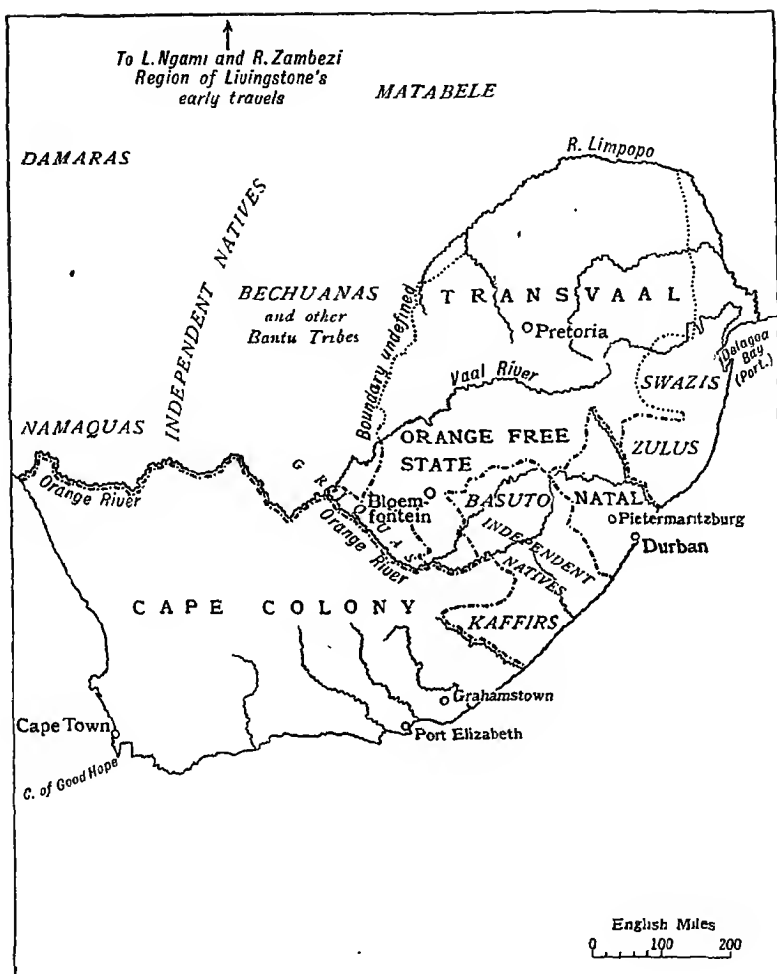 To L. Ngami and R. Zambezi
Region of Livingstone's
early travels
MATABELE
DAMARAS
R. Limpopo
INDEPENDENT NATIVES
BECHUANAS
and other
Bantu Tribes
Boundary undefined
TRANSVAAL
Pretoria
Delagoa
Bay
(Port.)
Vaal River
SWAZIS
NAMAQUAS
ORANGE FREE
STATE
ZULUS
Orange River
GRIQUAS
Bloem-
fontein
BASUTO
NATAL
Pietermaritzburg
Orange River
INDEPENDENT
NATIVES
Durban
CAPE COLONY
KAFFIRS
Grahamstown
Cape Town
Port Elizabeth
C. of Good Hope
English Miles
0 100 200